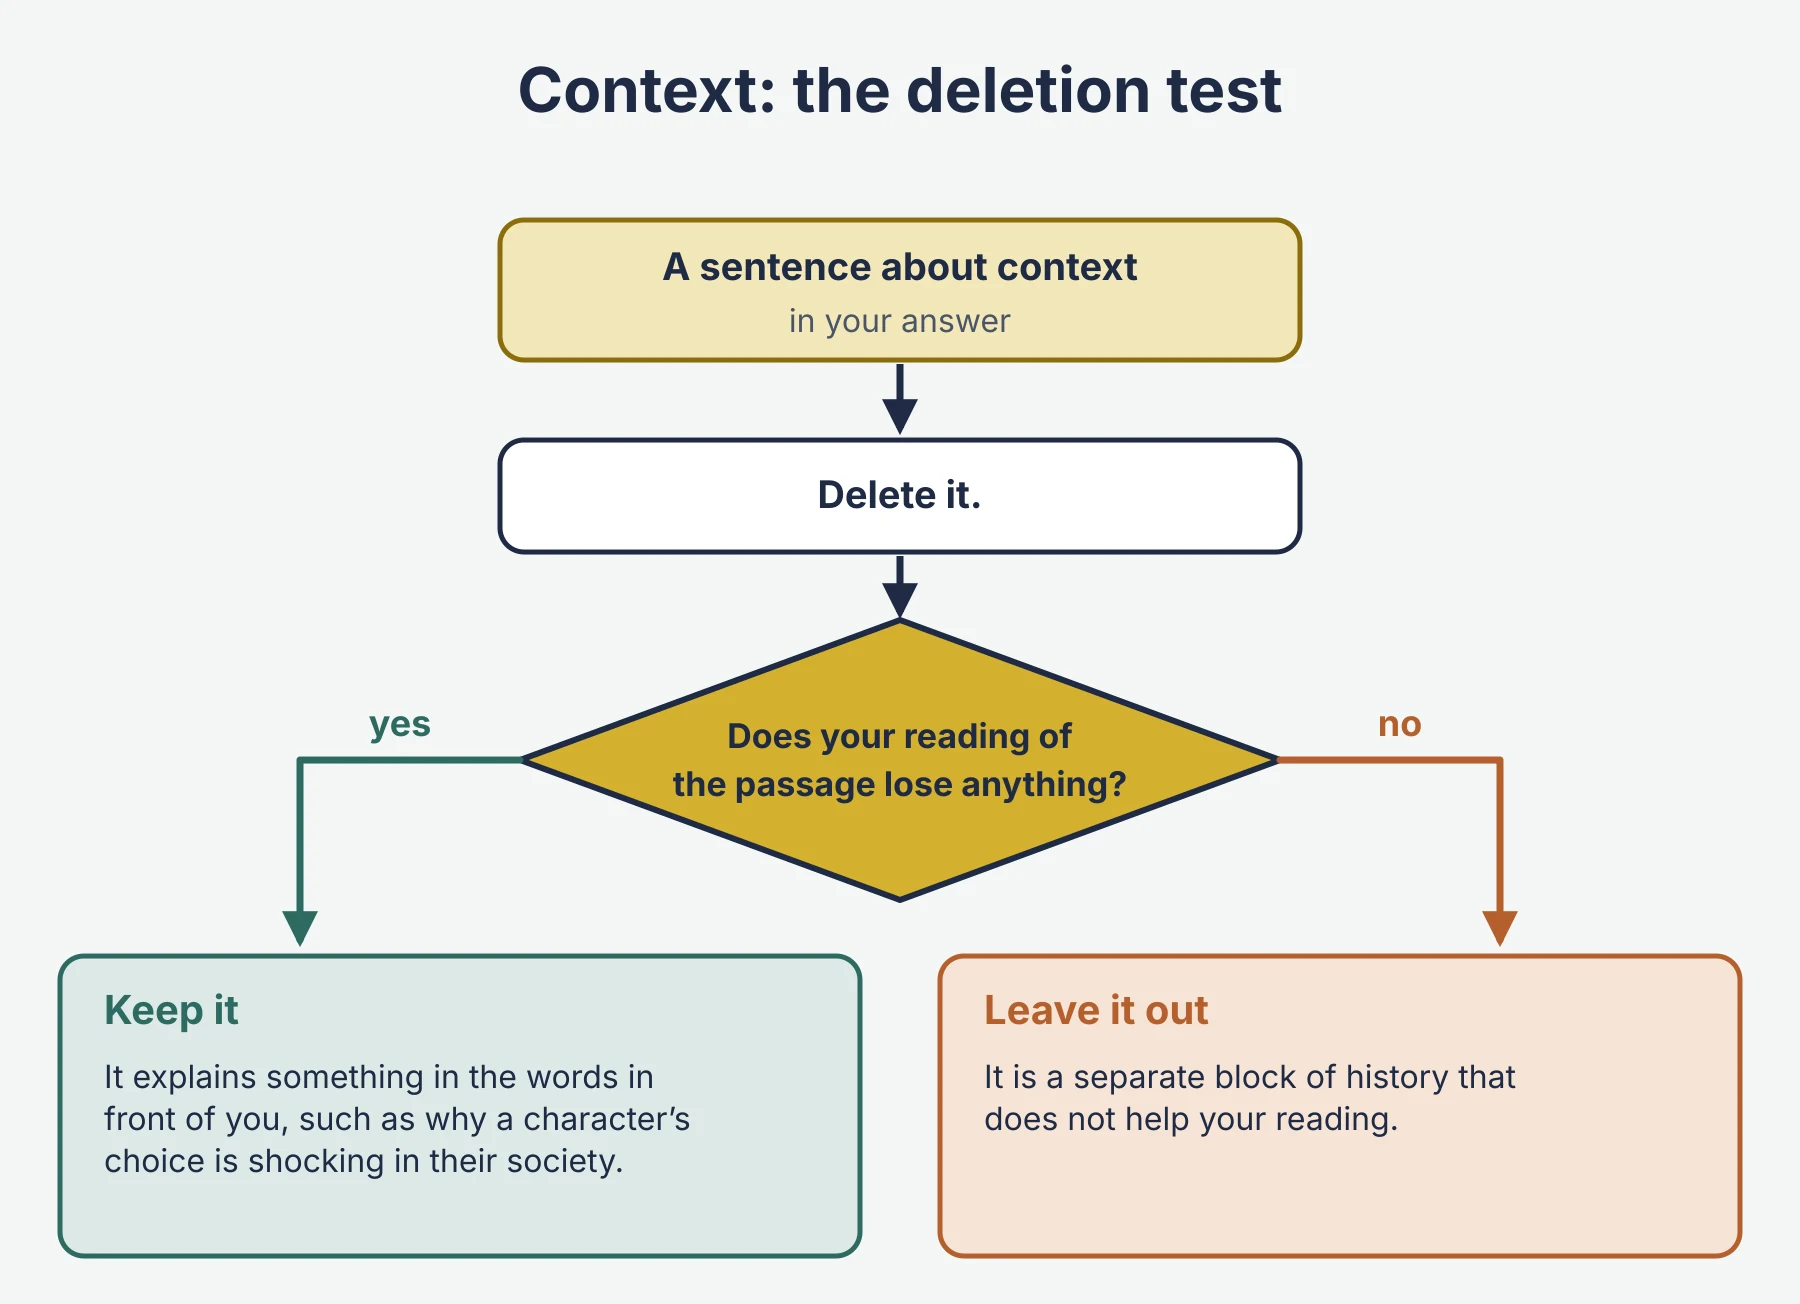 Context: the deletion test
A sentence about context
in your answer
Delete it.
Does your reading of
the passage lose anything?
yes
no
Keep it
It explains something in the words in
front of you, such as why a character’s
choice is shocking in their society.
Leave it out
It is a separate block of history that
does not help your reading.